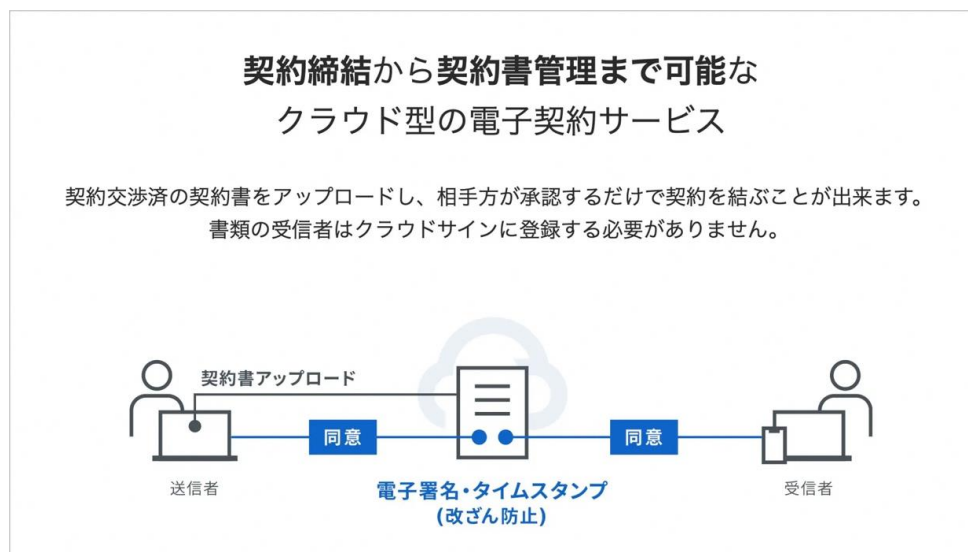 契約締結から契約書管理まで可能な
クラウド型の電子契約サービス
契約交渉済の契約書をアップロードし、相手方が承認するだけで契約を結ぶことが出来ます。
書類の受信者はクラウドサインに登録する必要がありません。
契約書アップロード
同意
同意
送信者
電子署名・タイムスタンプ
(改ざん防止)
受信者